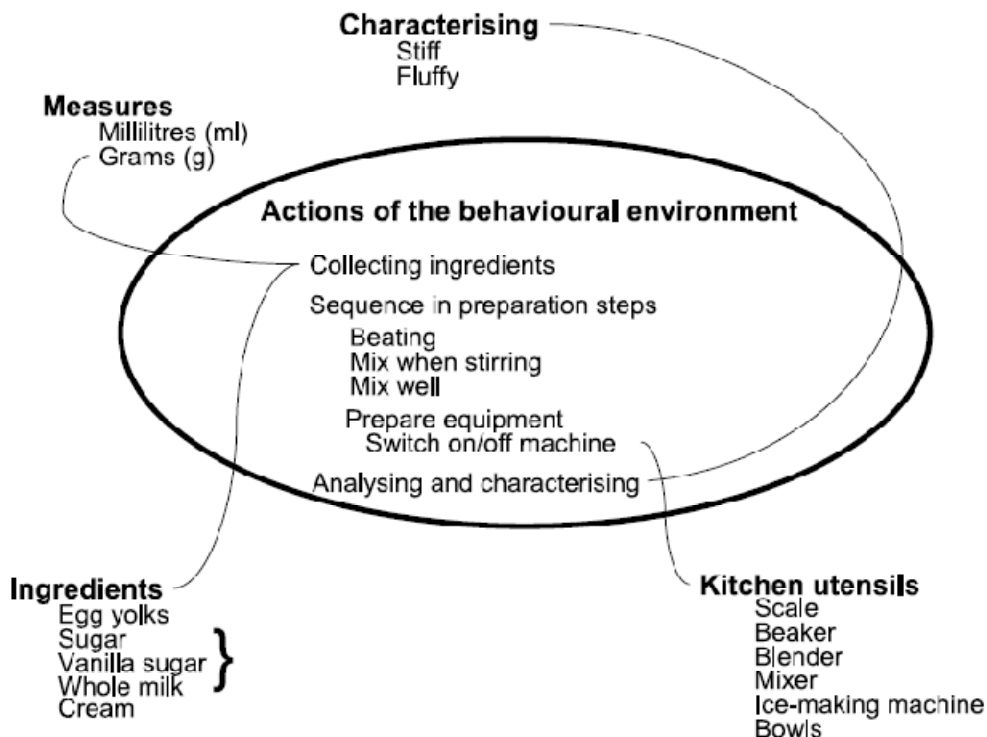 Characterising
Stiff
Fluffy
Measures
Millilitres (ml)
Grams (g)
Actions of the behavioural environment
Collecting ingredients
Sequence in preparation steps
Beating
Mix when stirring
Mix well
Prepare equipment
Switch on/off machine
Analysing and characterising
Ingredients
Egg yolks
Sugar
Vanilla sugar
Whole milk
Cream
Kitchen utensils
Scale
Beaker
Blender
Mixer
Ice-making machine
Bowls